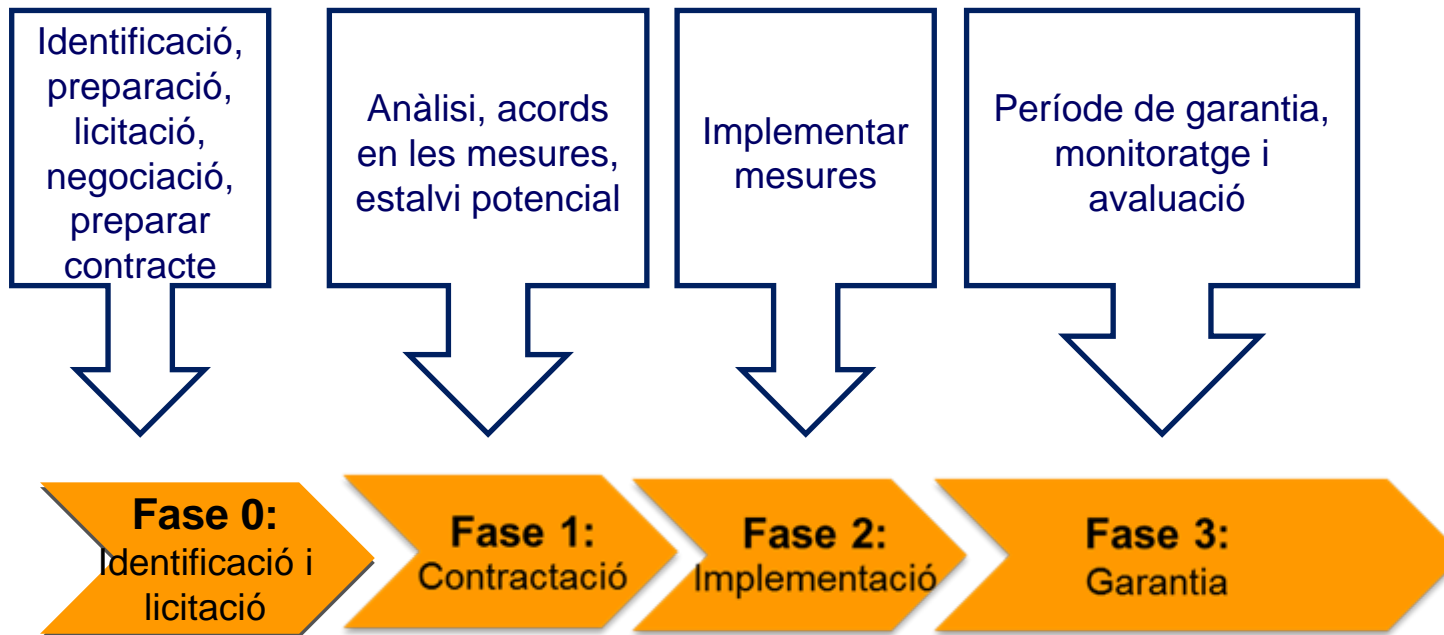 Identificació,
preparació,
licitació,
negociació,
preparar
contracte
Anàlisi, acords
en les mesures,
estalvi potencial
Implementar
mesures
Període de garantia,
monitoratge i
avaluació
Fase 0:
Identificació i
licitació
Fase 1:
Contractació
Fase 2:
Implementació
Fase 3:
Garantia